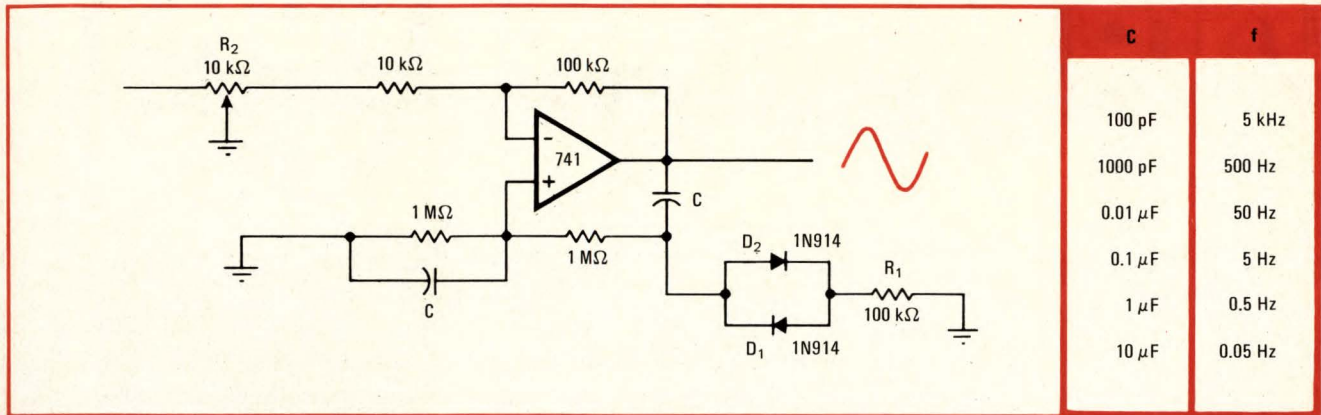 R2
10 kΩ
10 kΩ
100 kΩ
−
741
+
C
1 MΩ
1 MΩ
C
D2
1N914
R1
100 kΩ
D1
1N914
C f
100 pF 5 kHz
1000 pF 500 Hz
0.01 μF 50 Hz
0.1 μF 5 Hz
1 μF 0.5 Hz
10 μF 0.05 Hz